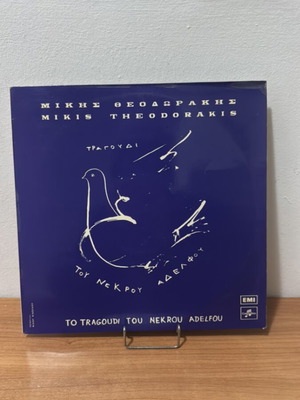 ΜΙΚΗΣ ΘΕΟΔΩΡΑΚΗΣ
MIKIS THEODORAKIS
ΤΡΑΓΟΥΔΙ
ΤΟΥ ΝΕΚΡΟΥ ΑΔΕΛΦΟΥ
EMI
TO TRAGOUDI TOU NEKROU ADELFOU